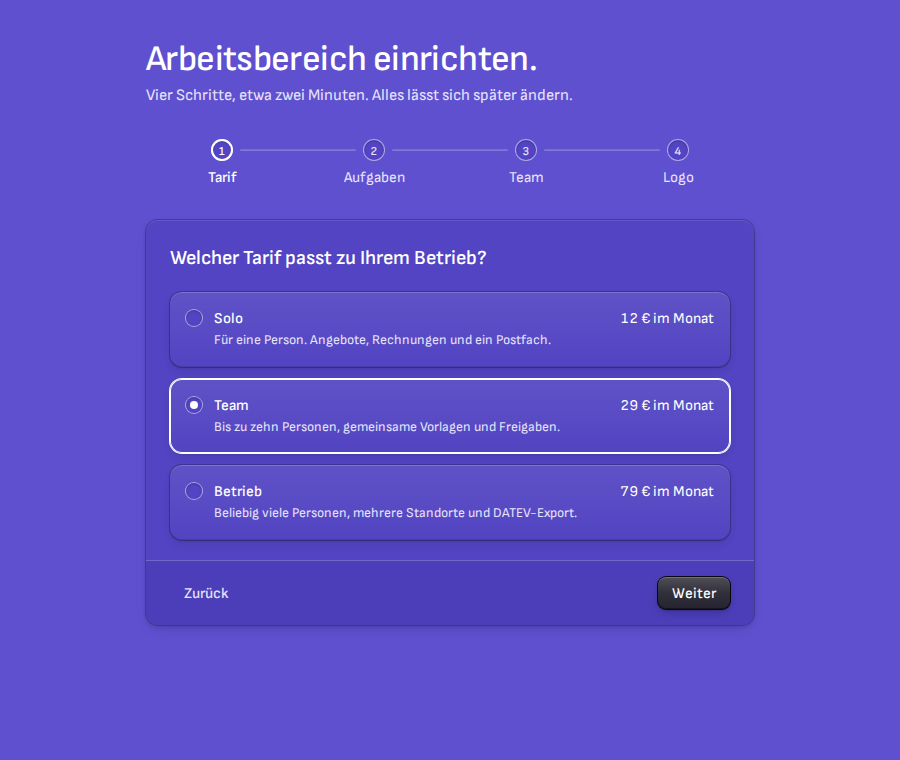 Arbeitsbereich einrichten.
Vier Schritte, etwa zwei Minuten. Alles lässt sich später ändern.
1 2 3 4
Tarif Aufgaben Team Logo
Welcher Tarif passt zu Ihrem Betrieb?
Solo 12 € im Monat
Für eine Person. Angebote, Rechnungen und ein Postfach.
Team 29 € im Monat
Bis zu zehn Personen, gemeinsame Vorlagen und Freigaben.
Betrieb 79 € im Monat
Beliebig viele Personen, mehrere Standorte und DATEV-Export.
Zurück Weiter